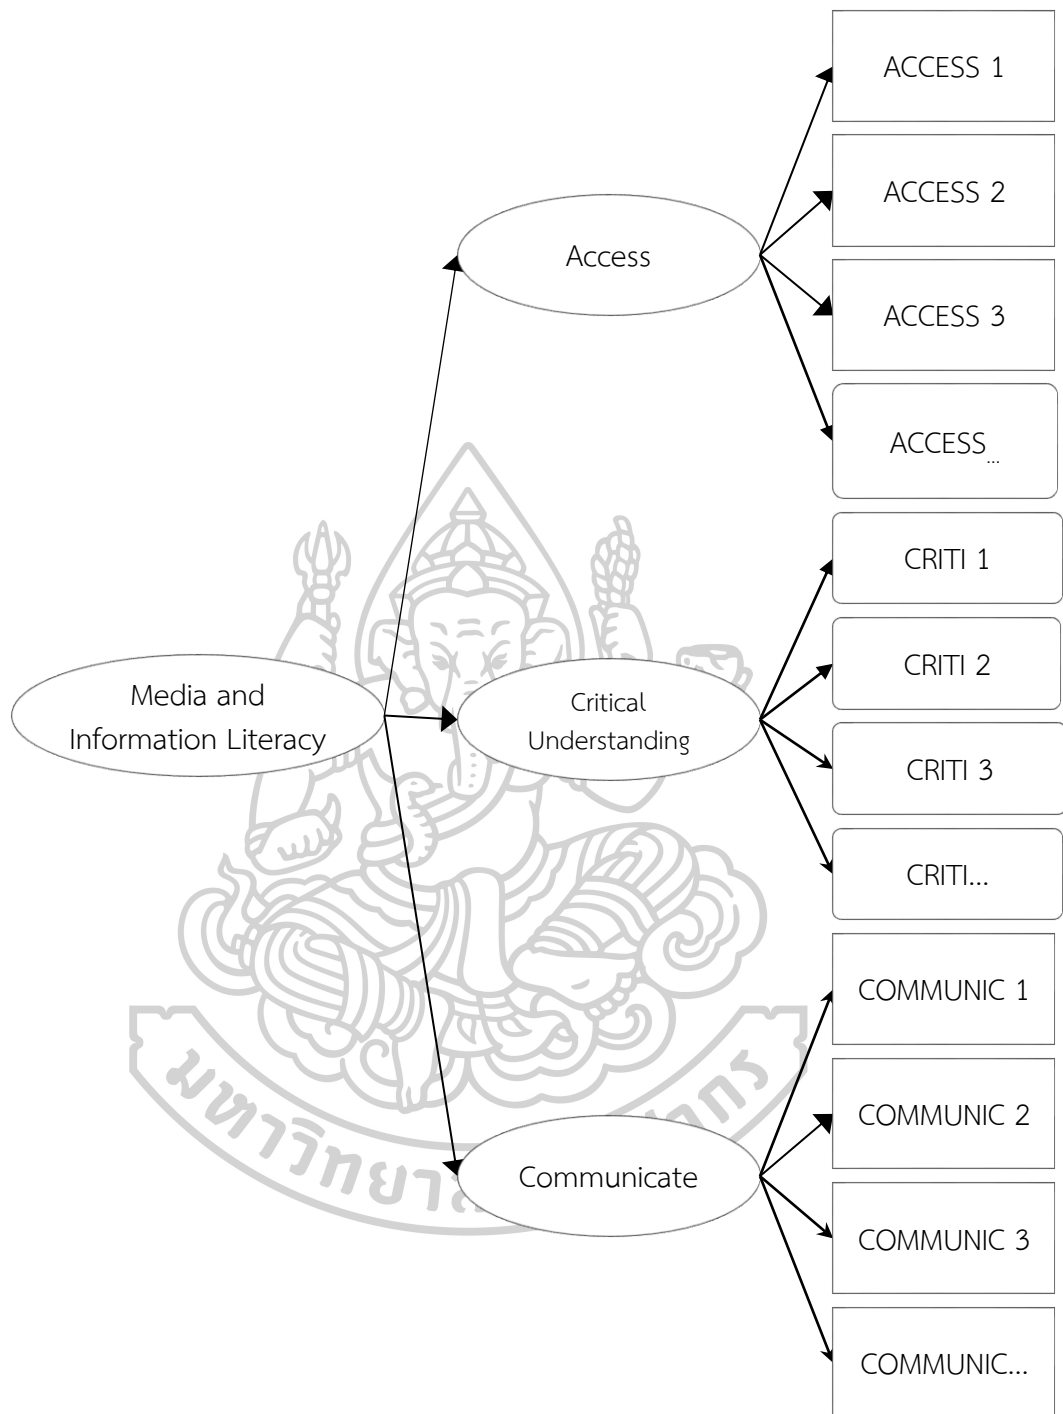 ACCESS 1
ACCESS 2
Access
ACCESS 3
ACCESS...
CRITI 1
CRITI 2
Media and
Information Literacy
Critical
Understanding
CRITI 3
CRITI...
COMMUNIC 1
COMMUNIC 2
Communicate
COMMUNIC 3
COMMUNIC...